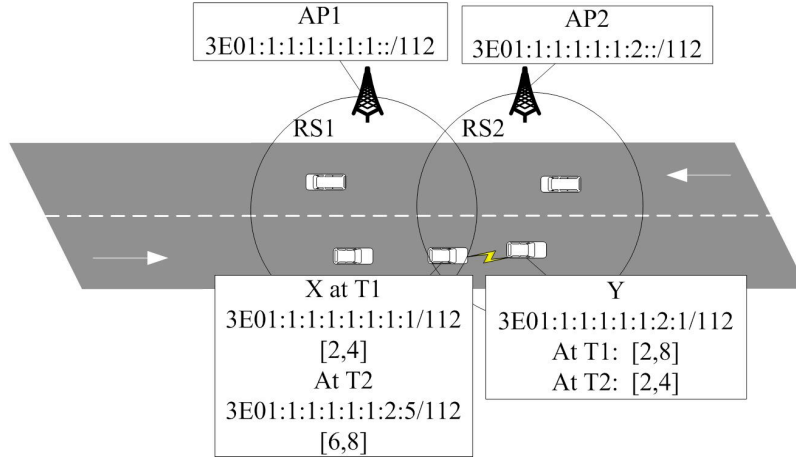 AP1
3E01:1:1:1:1:1:1::/112
AP2
3E01:1:1:1:1:1:2::/112
RS1
RS2
X at T1
3E01:1:1:1:1:1:1:1/112
[2,4]
At T2
3E01:1:1:1:1:1:2:5/112
[6,8]
Y
3E01:1:1:1:1:1:2:1/112
At T1: [2,8]
At T2: [2,4]